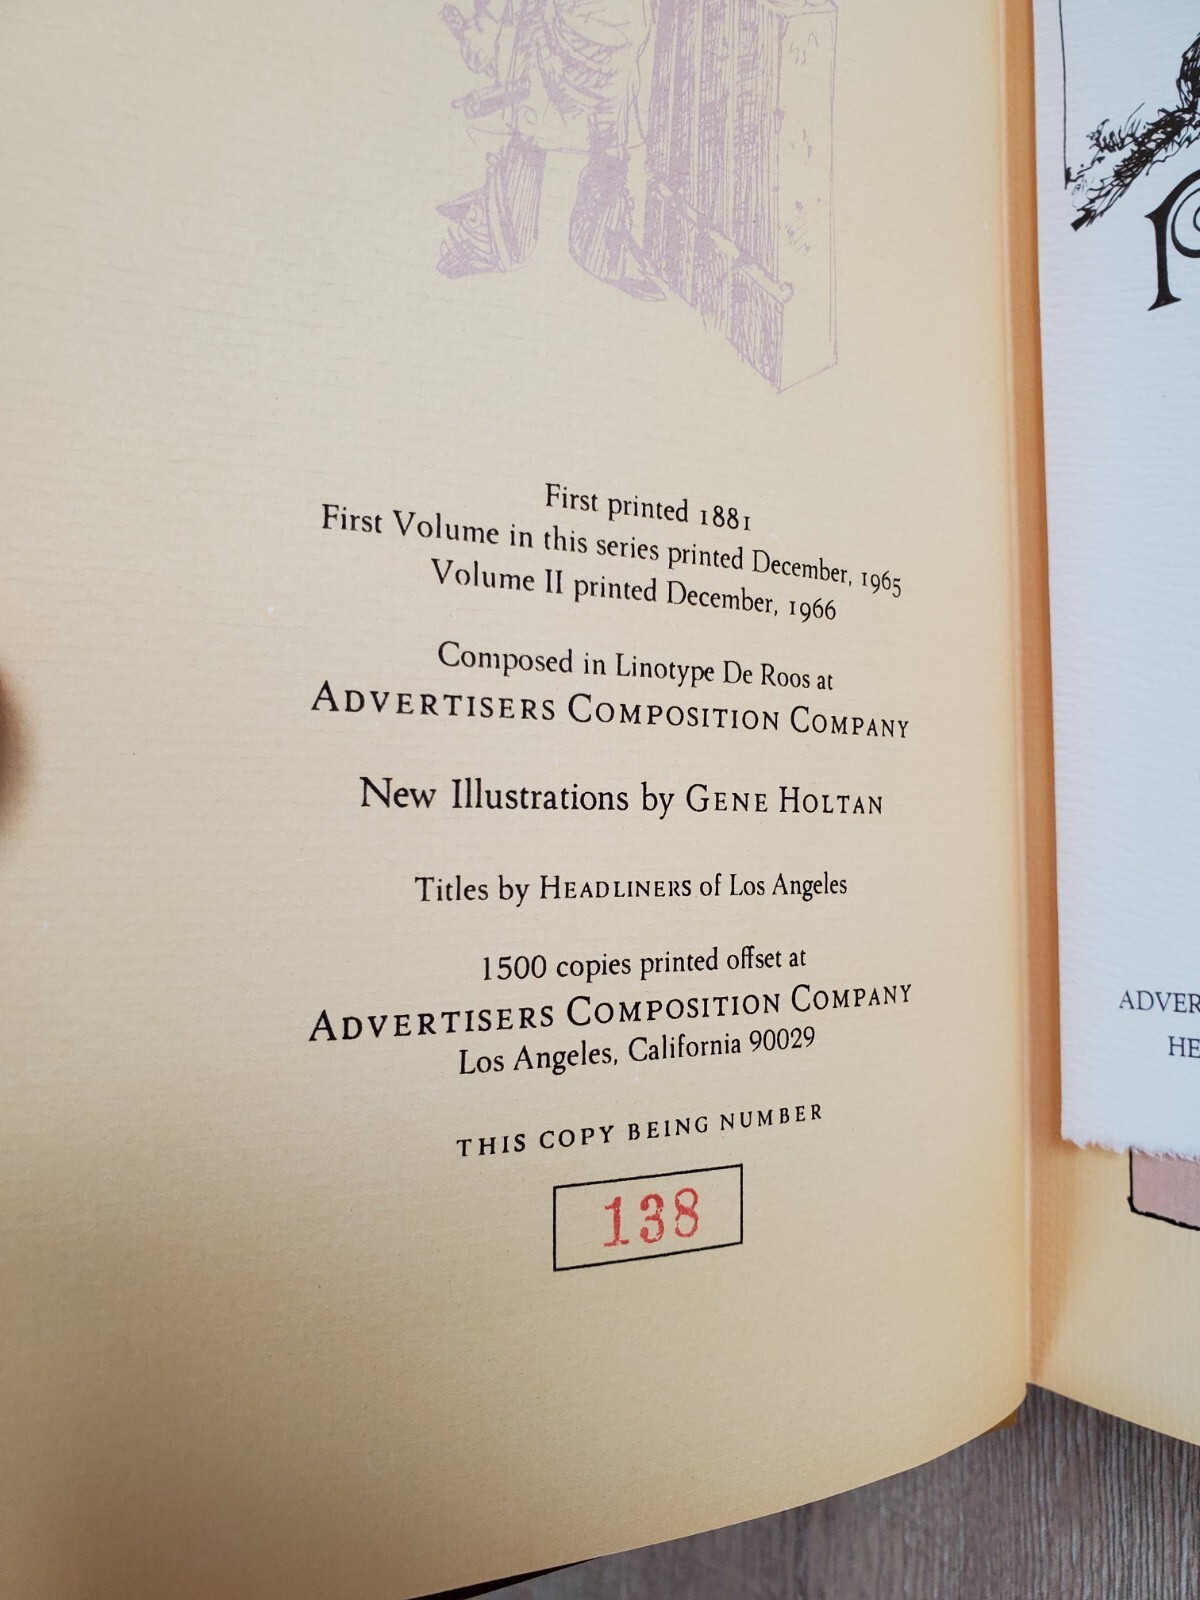 First printed 1881
First Volume in this series printed December, 1965
Volume II printed December, 1966
Composed in Linotype De Roos at
ADVERTISERS COMPOSITION COMPANY
New Illustrations by GENE HOLTAN
Titles by HEADLINERS of Los Angeles
1500 copies printed offset at
ADVERTISERS COMPOSITION COMPANY
Los Angeles, California 90029
THIS COPY BEING NUMBER
138
ADVER
HE